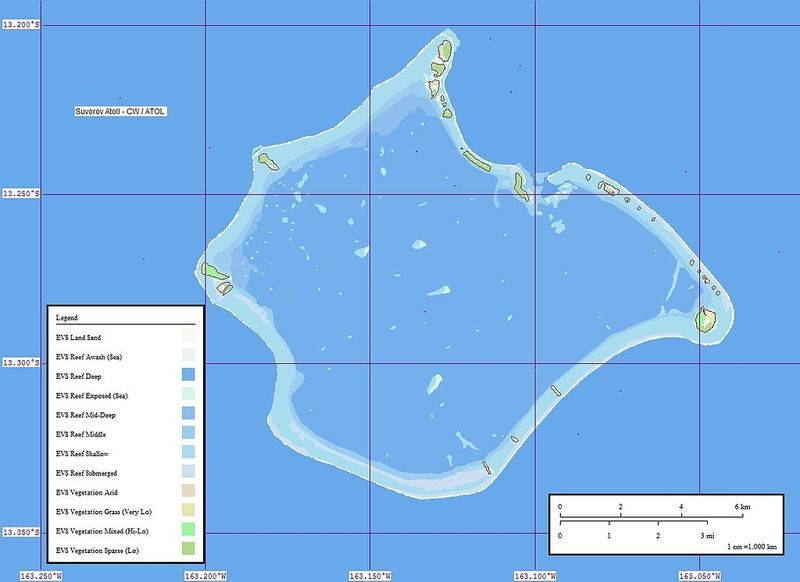 13.200°S
Suvorov Atoll - CW / ATOL
13.250°S
13.300°S
13.350°S
Legend
EVS Land Sand
EVS Reef Awash (Sea)
EVS Reef Deep
EVS Reef Exposed (Sea)
EVS Reef Mid-Deep
EVS Reef Middle
EVS Reef Shallow
EVS Reef Submerged
EVS Vegetation Arid
EVS Vegetation Grass (Very Lo)
EVS Vegetation Mixed (Hi-Lo)
EVS Vegetation Sparse (Lo)
0 2 4 6 km
0 1 2 3 mi
1 cm =1.000 km
163.250°W 163.200°W 163.150°W 163.100°W 163.050°W